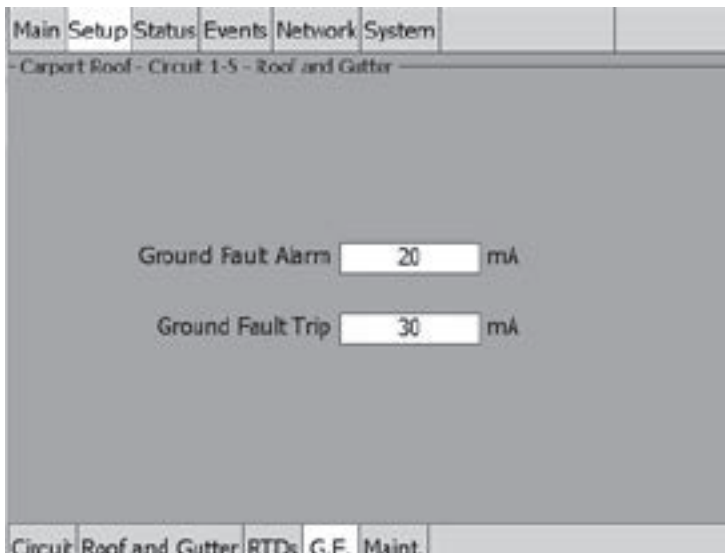 Main Setup Status Events Network System
Carport Roof - Circuit 1-5 - Roof and Gutter
Ground Fault Alarm 20 mA
Ground Fault Trip 30 mA
Circuit Roof and Gutter RTDs G.F. Maint.